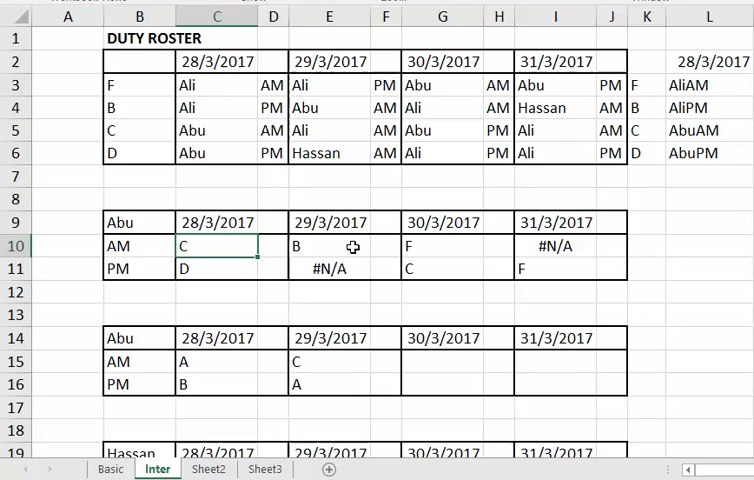 A B C D E F G H I J K L
1 DUTY ROSTER
2 28/3/2017 29/3/2017 30/3/2017 31/3/2017 28/3/2017
3 F Ali AM Ali PM Abu AM Abu PM F AliAM
4 B Ali PM Abu AM Ali AM Hassan AM B AliPM
5 C Abu AM Ali AM Abu PM Ali AM C AbuAM
6 D Abu PM Hassan AM Ali PM Ali PM D AbuPM
7
8
9 Abu 28/3/2017 29/3/2017 30/3/2017 31/3/2017
10 AM C B F #N/A
11 PM D #N/A C F
12
13
14 Abu 28/3/2017 29/3/2017 30/3/2017 31/3/2017
15 AM A C
16 PM B A
17
18
19 Hassan 28/3/2017 29/3/2017 30/3/2017 31/3/2017
Basic Inter Sheet2 Sheet3